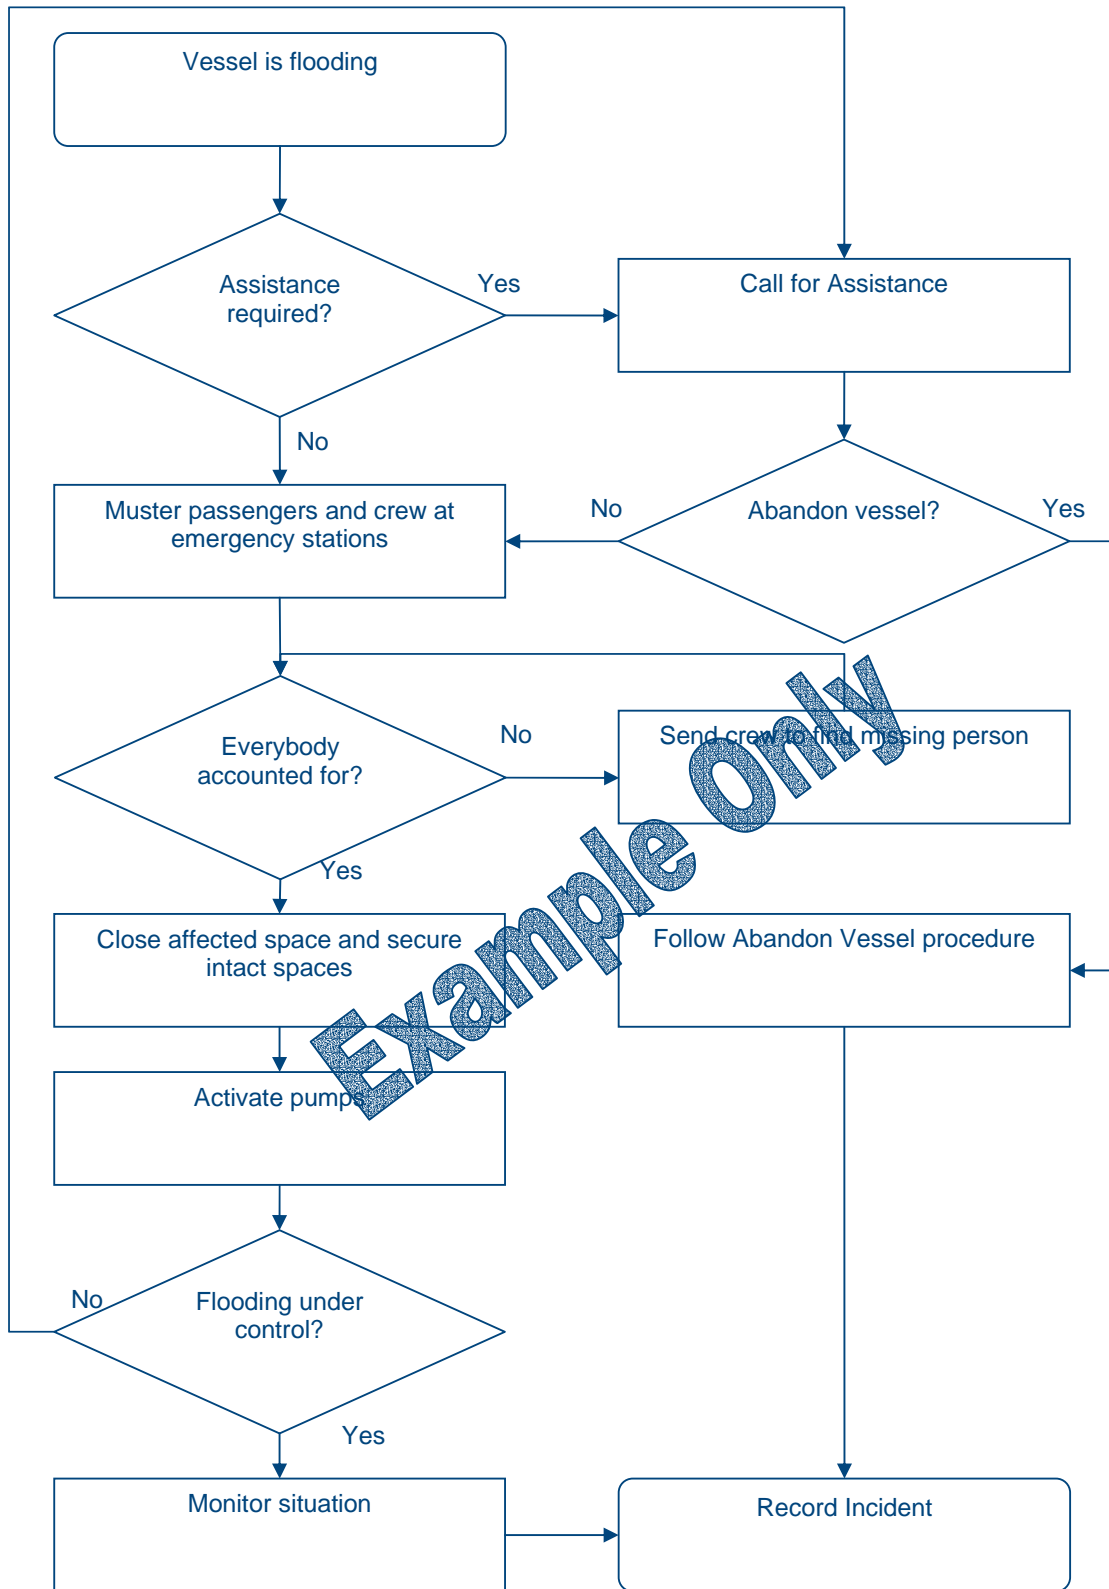 Vessel is flooding
Assistance
required?
Yes
Call for Assistance
No
Muster passengers and crew at
emergency stations
No
Abandon vessel?
Yes
Everybody
accounted for?
No
Send crew to find missing person
Yes
Close affected space and secure
intact spaces
Follow Abandon Vessel procedure
Example Only
Activate pumps
No
Flooding under
control?
Yes
Monitor situation
Record Incident